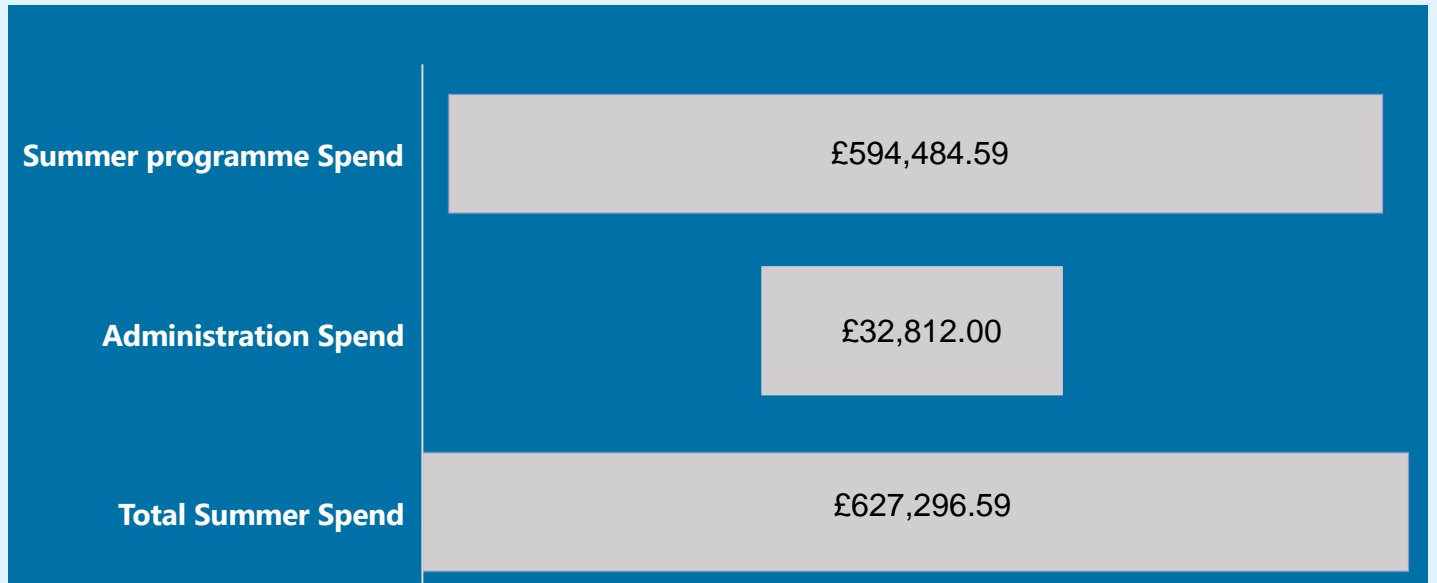 Summer programme Spend
£594,484.59
Administration Spend
£32,812.00
Total Summer Spend
£627,296.59